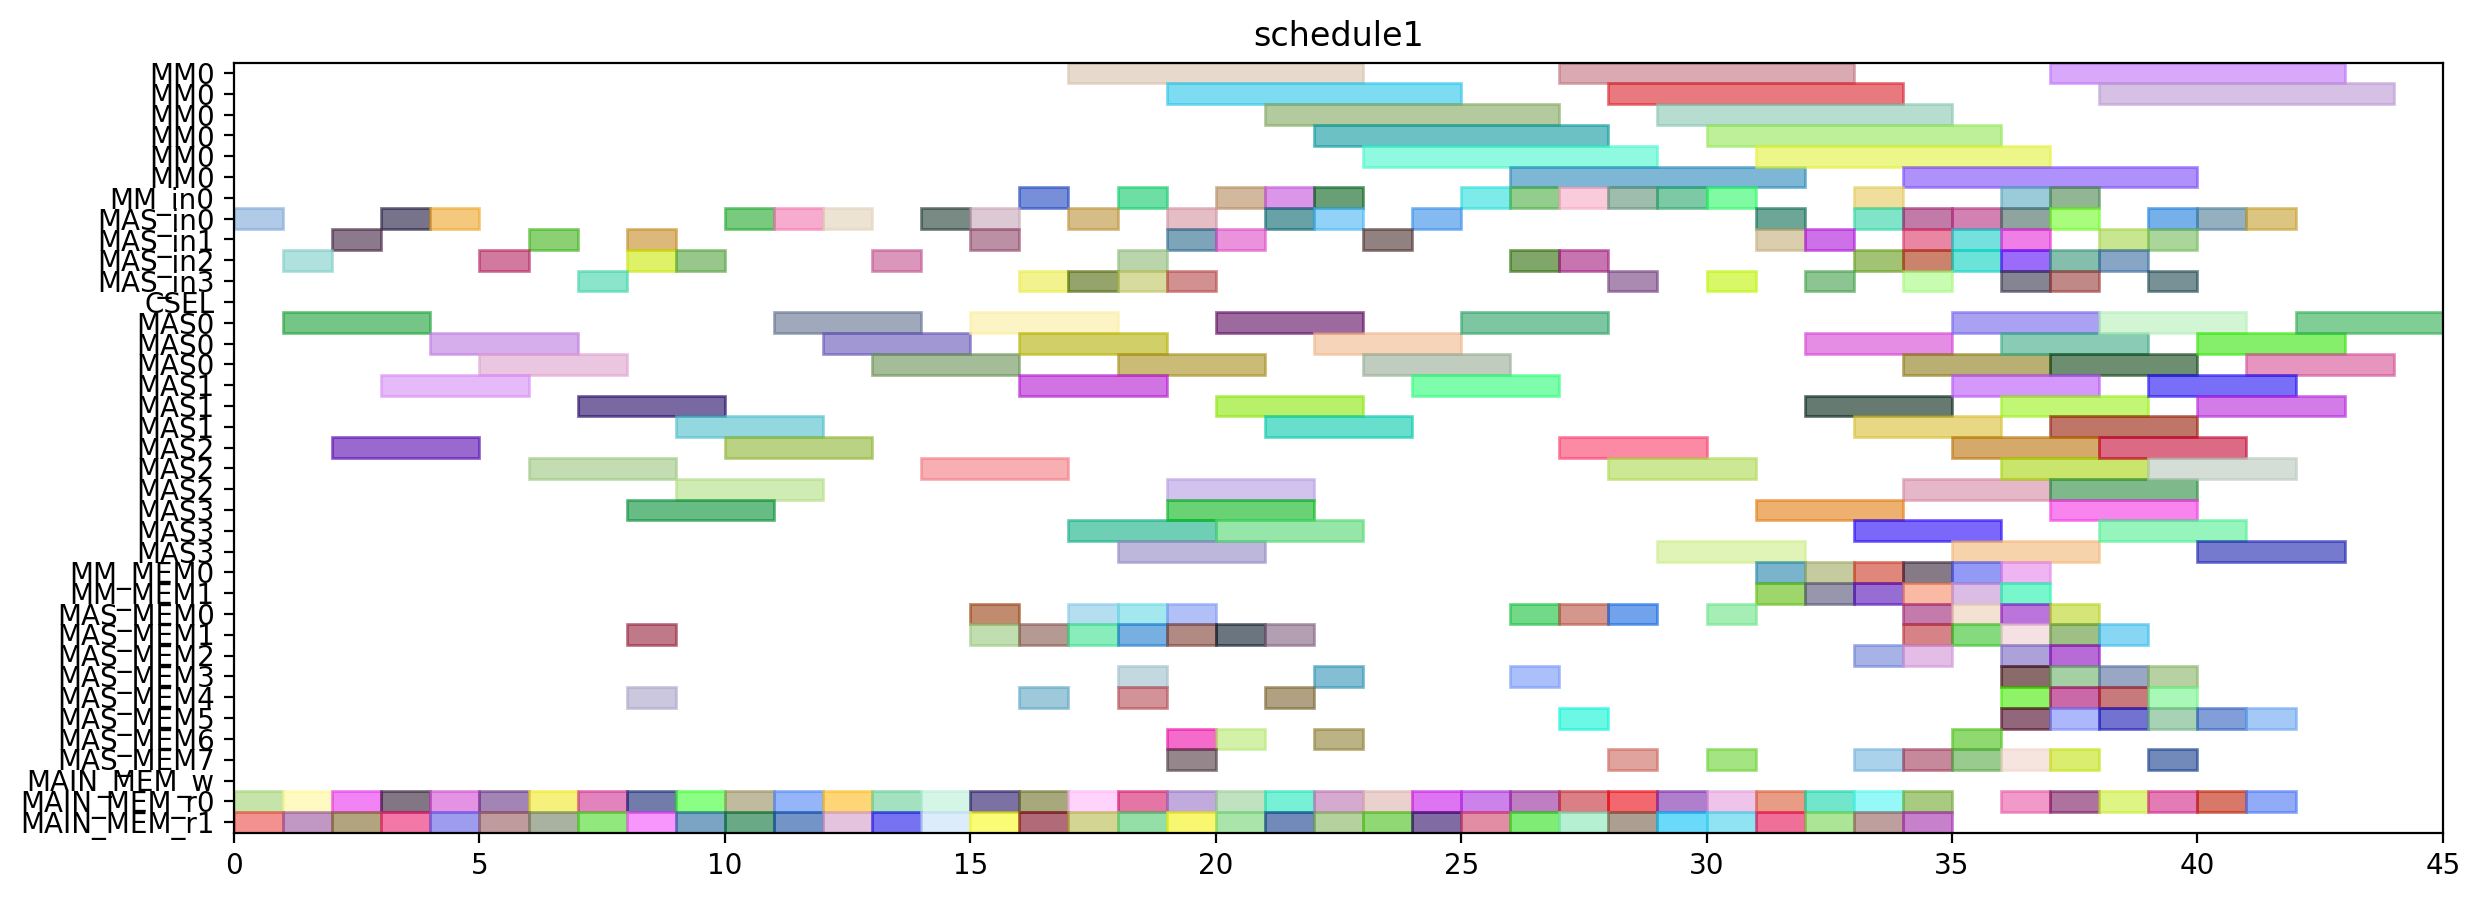 schedule1
MM0
MM0
MM0
MM0
MM0
MM0
MM_in0
MAS_in0
MAS_in1
MAS_in2
MAS_in3
CSEL
MAS0
MAS0
MAS0
MAS1
MAS1
MAS1
MAS2
MAS2
MAS2
MAS3
MAS3
MAS3
MM_MEM0
MM_MEM1
MAS_MEM0
MAS_MEM1
MAS_MEM2
MAS_MEM3
MAS_MEM4
MAS_MEM5
MAS_MEM6
MAS_MEM7
MAIN_MEM_w
MAIN_MEM_r0
MAIN_MEM_r1
0 5 10 15 20 25 30 35 40 45